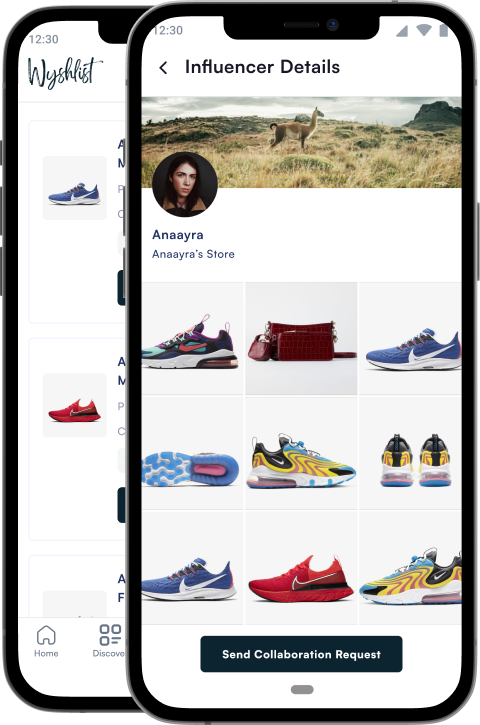 12:30
Wyshlist
Home
Discove
12:30
Influencer Details
Anaayra
Anaayra's Store
Send Collaboration Request